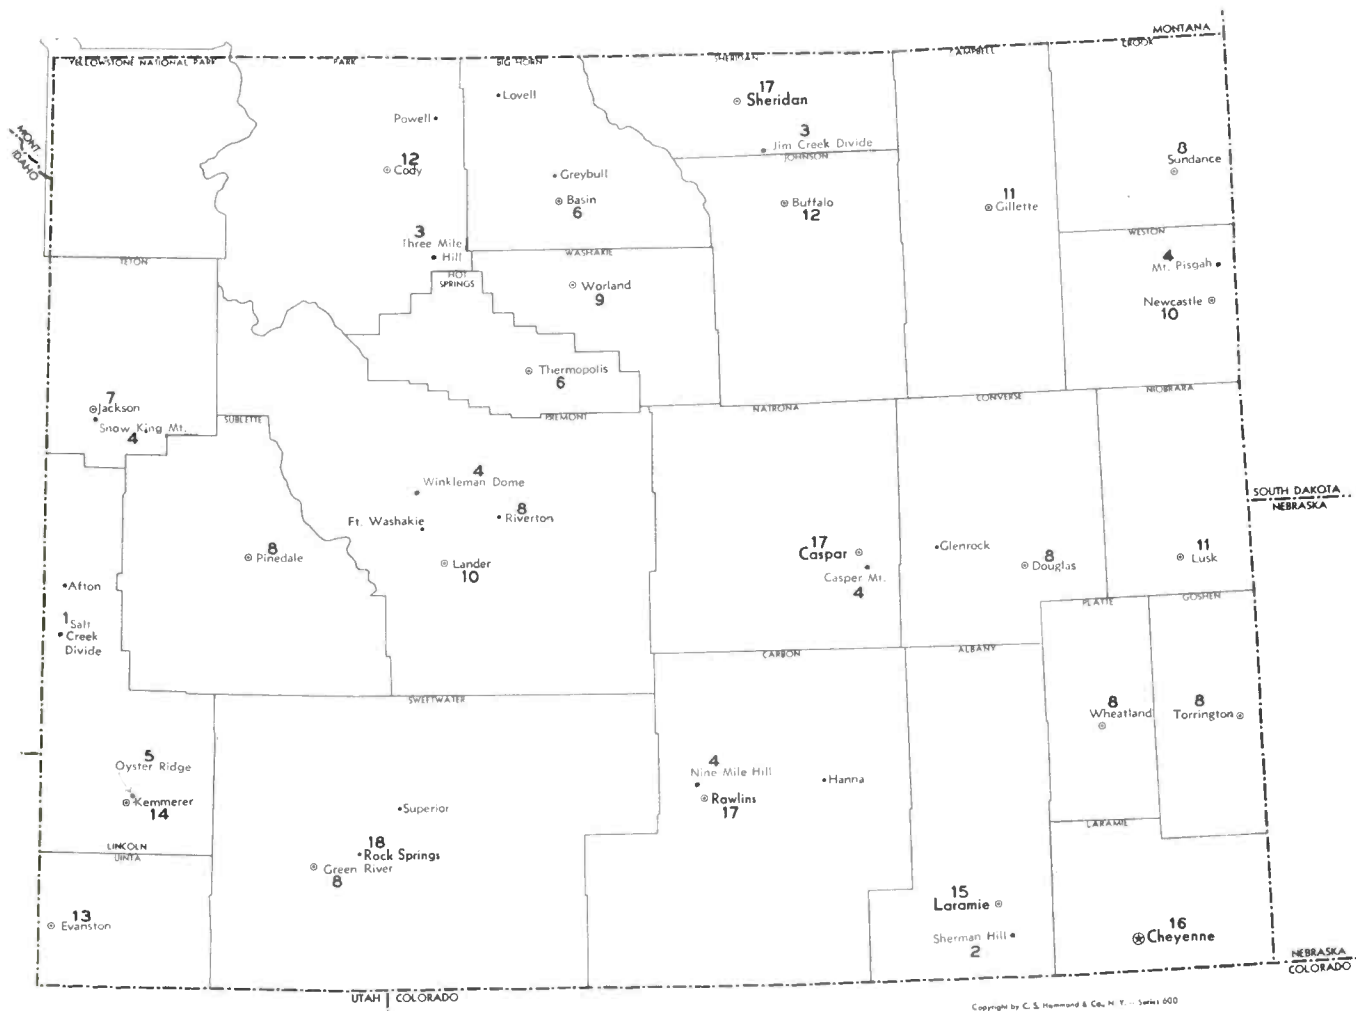 MONTANA
YELLOWSTONE NATIONAL PARK
PARK
BIG HORN
SHERIDAN
CAMPBELL
CROOK
MONT.
IDAHO
Lovell
17
Sheridan
Powell
3
Jim Creek Divide
JOHNSON
12
Cody
8
Sundance
Greybull
Basin
6
Buffalo
12
11
Gillette
3
Three Mile
Hill
WASHAKIE
WESTON
TETON
HOT
SPRINGS
4
Mt. Pisgah
Worland
9
Newcastle
10
Thermopolis
6
7
Jackson
Snow King Mt.
4
SUBLETTE
FREMONT
NATRONA
CONVERSE
NIOBRARA
4
Winkleman Dome
SOUTH DAKOTA
NEBRASKA
8
Riverton
Ft. Washakie
8
Pinedale
Lander
10
17
Caspar
Casper Mt.
4
Glenrock
8
Douglas
11
Lusk
Afton
PLATTE
GOSHEN
1 Salt
Creek
Divide
CARBON
ALBANY
SWEETWATER
8
Wheatland
8
Torrington
5
Oyster Ridge
Kemmerer
14
4
Nine Mile Hill
Rawlins
17
Hanna
Superior
LARAMIE
LINCOLN
UINTA
18
Rock Springs
Green River
8
15
Laramie
Sherman Hill
2
13
Evanston
16
Cheyenne
NEBRASKA
COLORADO
UTAH | COLORADO
Copyright by C. S. Hammond & Co., N. Y. -- Series 600